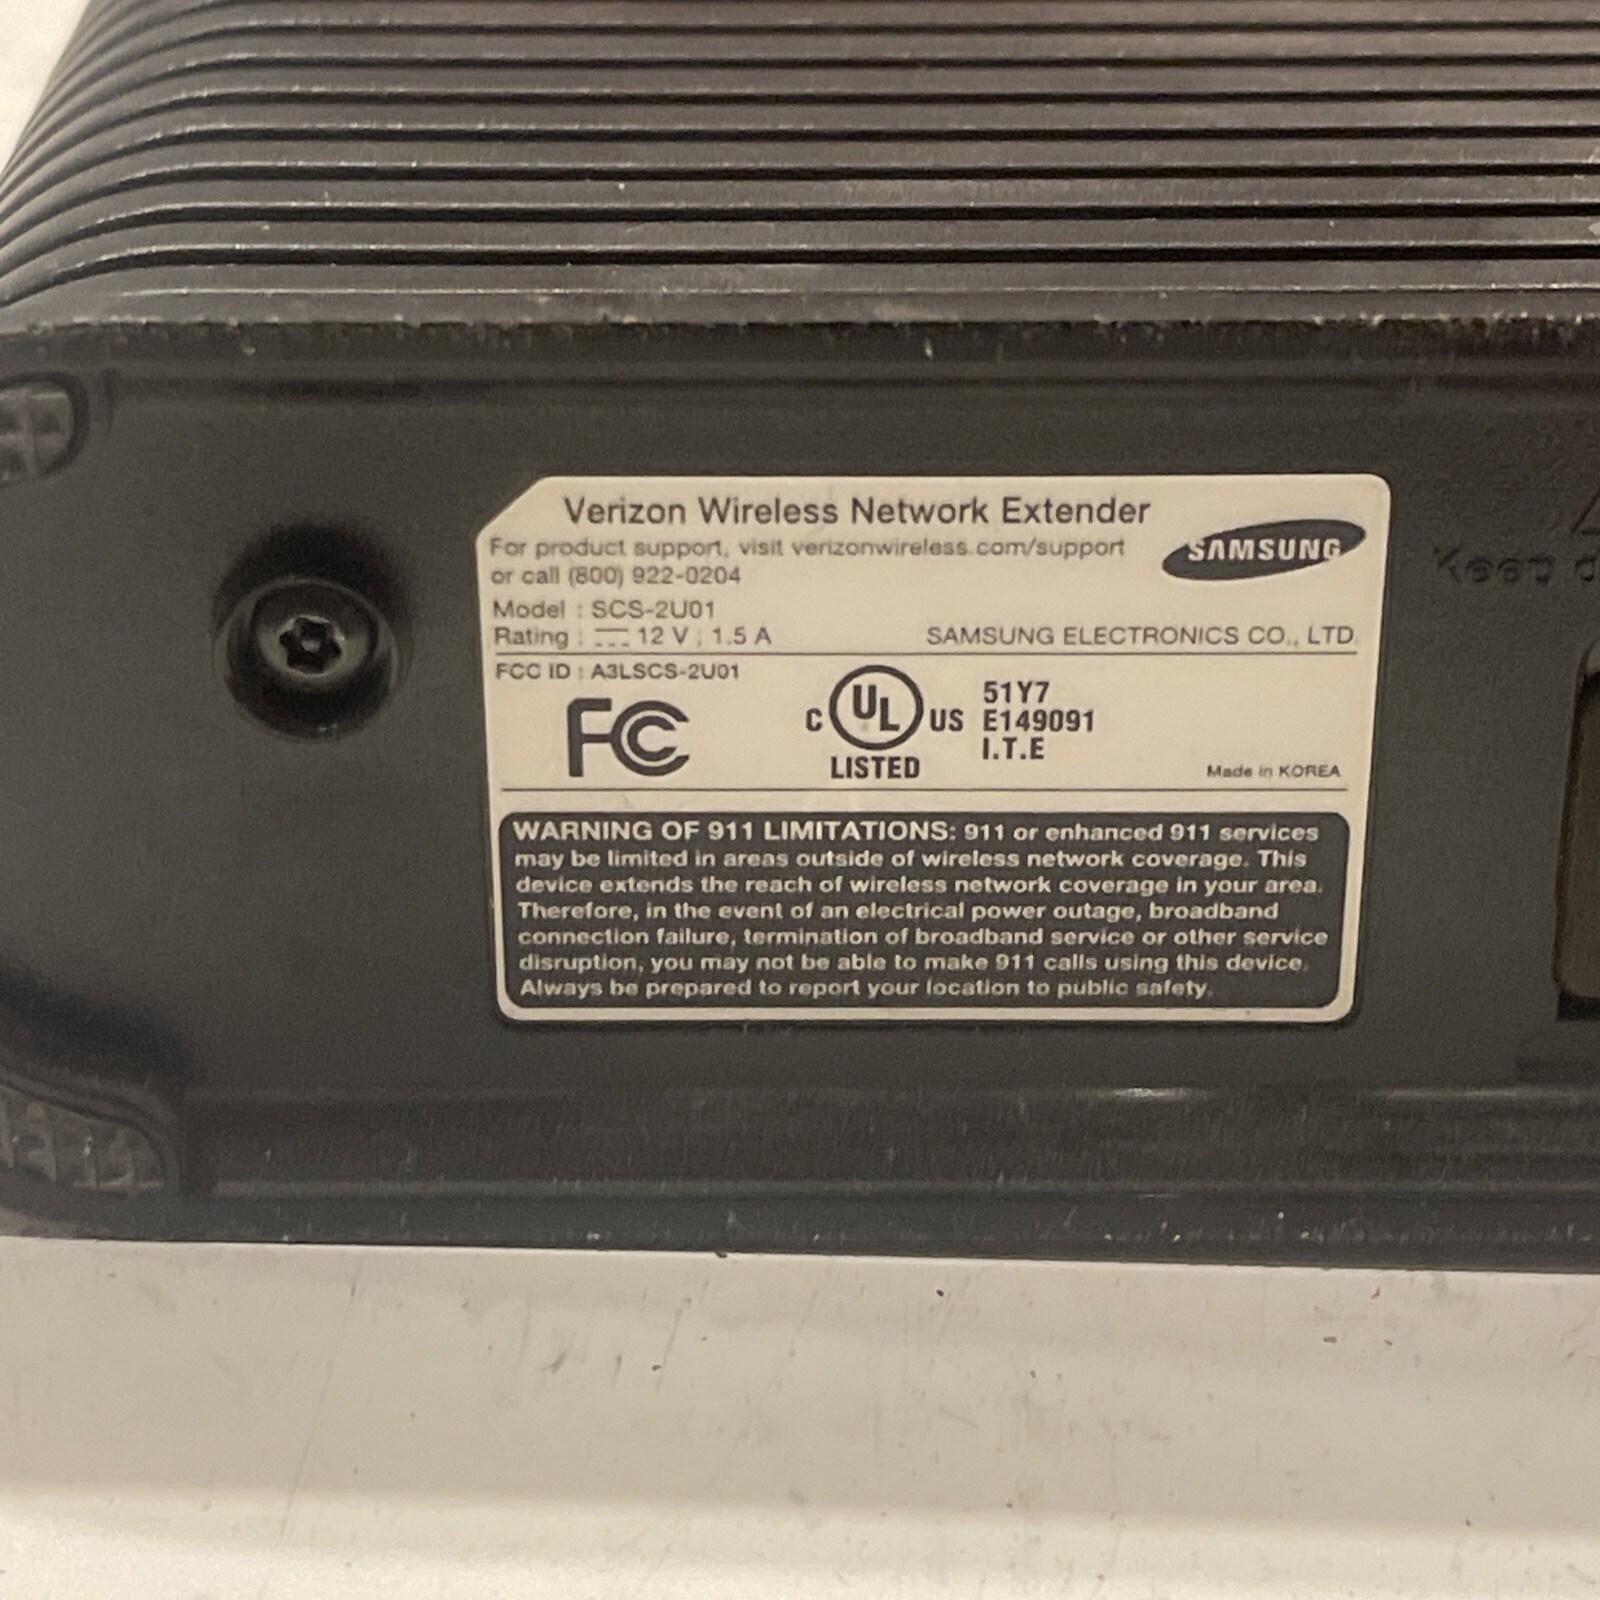 Verizon Wireless Network Extender
For product support, visit verizonwireless.com/support
or call (800) 922-0204
SAMSUNG
Model : SCS-2U01
Rating : 12 V ; 1.5 A
SAMSUNG ELECTRONICS CO., LTD.
FCC ID : A3LSCS-2U01
FC
C UL US
LISTED
51Y7
E149091
I.T.E
Made in KOREA
WARNING OF 911 LIMITATIONS: 911 or enhanced 911 services
may be limited in areas outside of wireless network coverage. This
device extends the reach of wireless network coverage in your area.
Therefore, in the event of an electrical power outage, broadband
connection failure, termination of broadband service or other service
disruption, you may not be able to make 911 calls using this device.
Always be prepared to report your location to public safety.
Keep